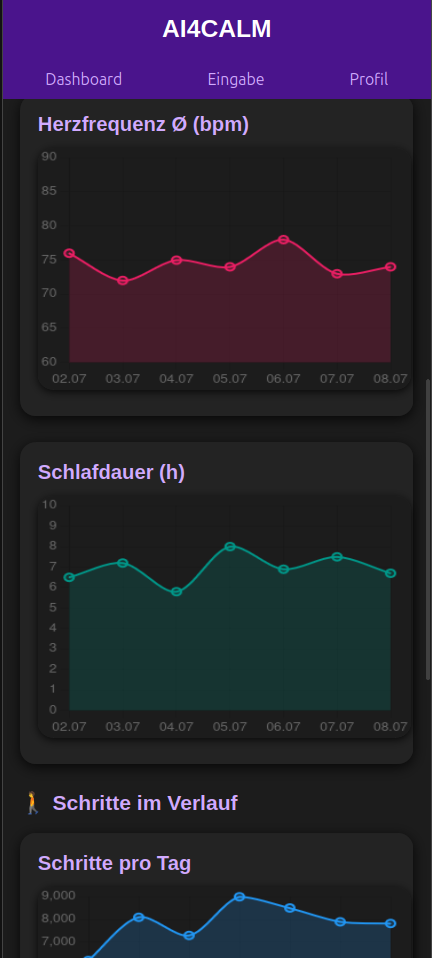 AI4CALM
Dashboard Eingabe Profil
Herzfrequenz Ø (bpm)
90
85
80
75
70
65
60
02.07 03.07 04.07 05.07 06.07 07.07 08.07
Schlafdauer (h)
10
9
8
7
6
5
4
3
2
1
0
02.07 03.07 04.07 05.07 06.07 07.07 08.07
🚶 Schritte im Verlauf
Schritte pro Tag
9,000
8,000
7,000